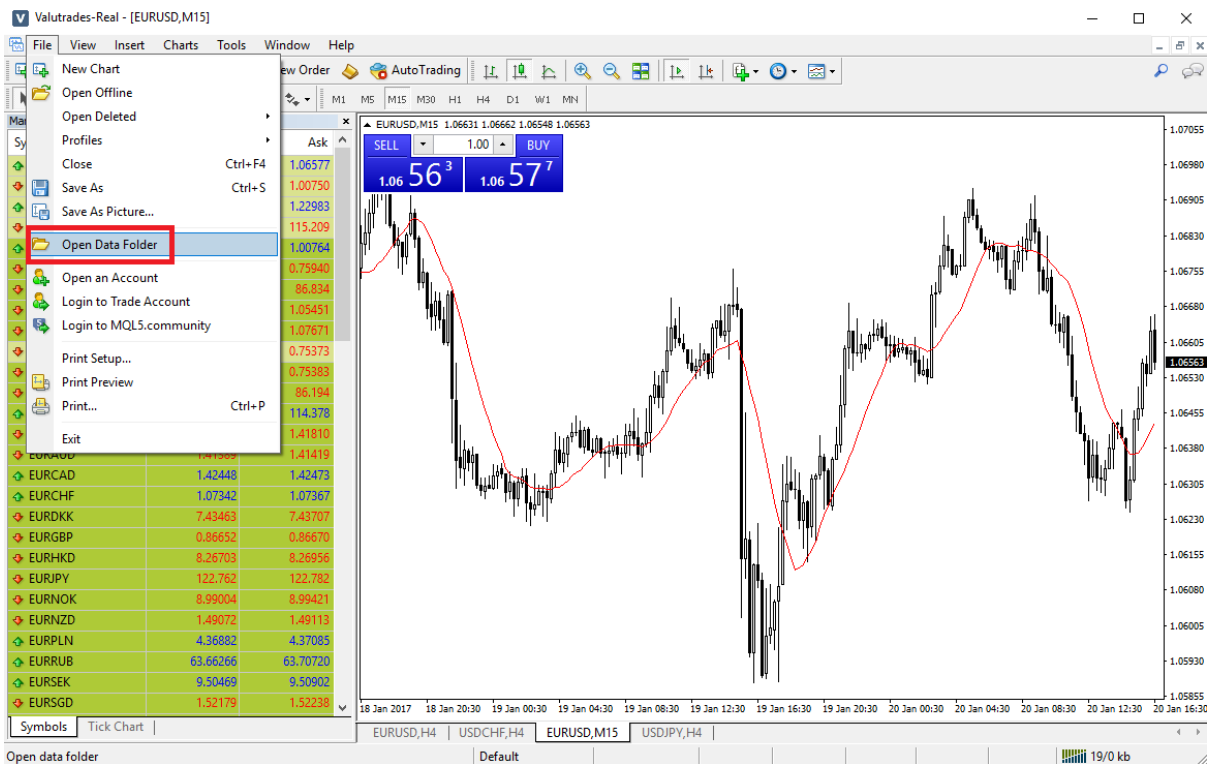 Valutrades-Real - [EURUSD,M15]
File View Insert Charts Tools Window Help
New Chart
Open Offline
Open Deleted
Profiles
Close Ctrl+F4
Save As Ctrl+S
Save As Picture...
Open Data Folder
Open an Account
Login to Trade Account
Login to MQL5.community
Print Setup...
Print Preview
Print... Ctrl+P
Exit
ew Order AutoTrading
M1 M5 M15 M30 H1 H4 D1 W1 MN
Mar
Sy Ask
1.06577
1.00750
1.22983
115.209
1.00764
0.75940
86.834
1.05451
1.07671
0.75373
0.75383
86.194
114.378
1.41810
EURAUD 1.41389 1.41419
EURCAD 1.42448 1.42473
EURCHF 1.07342 1.07367
EURDKK 7.43463 7.43707
EURGBP 0.86652 0.86670
EURHKD 8.26703 8.26956
EURJPY 122.762 122.782
EURNOK 8.99004 8.99421
EURNZD 1.49072 1.49113
EURPLN 4.36882 4.37085
EURRUB 63.66266 63.70720
EURSEK 9.50469 9.50902
EURSGD 1.52179 1.52238
Symbols Tick Chart
EURUSD,M15 1.06631 1.06662 1.06548 1.06563
SELL 1.00 BUY
1.06 56 3 1.06 57 7
1.07055
1.06980
1.06905
1.06830
1.06755
1.06680
1.06605
1.06563
1.06530
1.06455
1.06380
1.06305
1.06230
1.06155
1.06080
1.06005
1.05930
1.05855
18 Jan 2017 18 Jan 20:30 19 Jan 00:30 19 Jan 04:30 19 Jan 08:30 19 Jan 12:30 19 Jan 16:30 19 Jan 20:30 20 Jan 00:30 20 Jan 04:30 20 Jan 08:30 20 Jan 12:30 20 Jan 16:30
EURUSD,H4 USDCHF,H4 EURUSD,M15 USDJPY,H4
Open data folder Default 19/0 kb